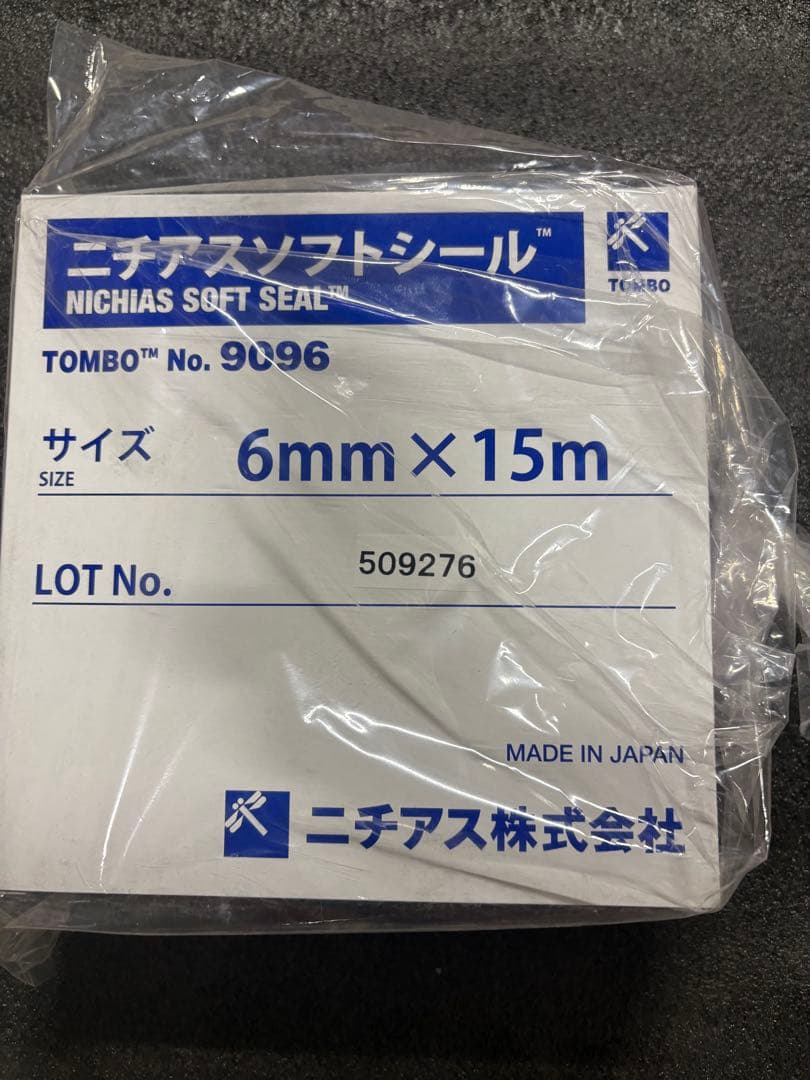 ニチアスソフトシール™
NICHIAS SOFT SEAL™
TOMBO
TOMBO™ No. 9096
サイズ 6mm×15m
SIZE
LOT No. 509276
MADE IN JAPAN
ニチアス株式会社